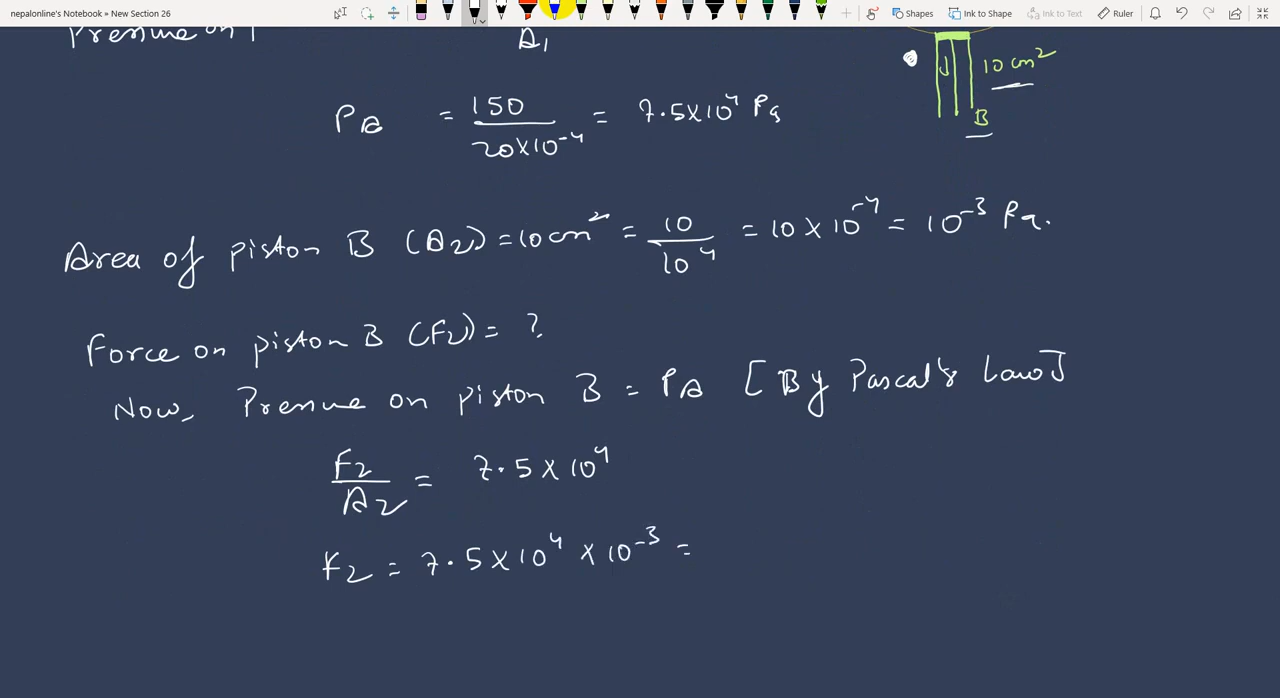 nepalonline's Notebook » New Section 26
Shapes Ink to Shape Ink to Text Ruler
Pressure on
A₁
10 cm²
B
P_A = 150 / 20×10⁻⁴ = 7.5×10⁴ Pa
Area of piston B (A₂) = 10 cm² = 10 / 10⁴ = 10 × 10⁻⁴ = 10⁻³ Pa.
Force on piston B (F₂) = ?
Now, Pressure on piston B = P_A [By Pascal's Law]
F₂ / A₂ = 7.5 × 10⁴
F₂ = 7.5 × 10⁴ × 10⁻³ =